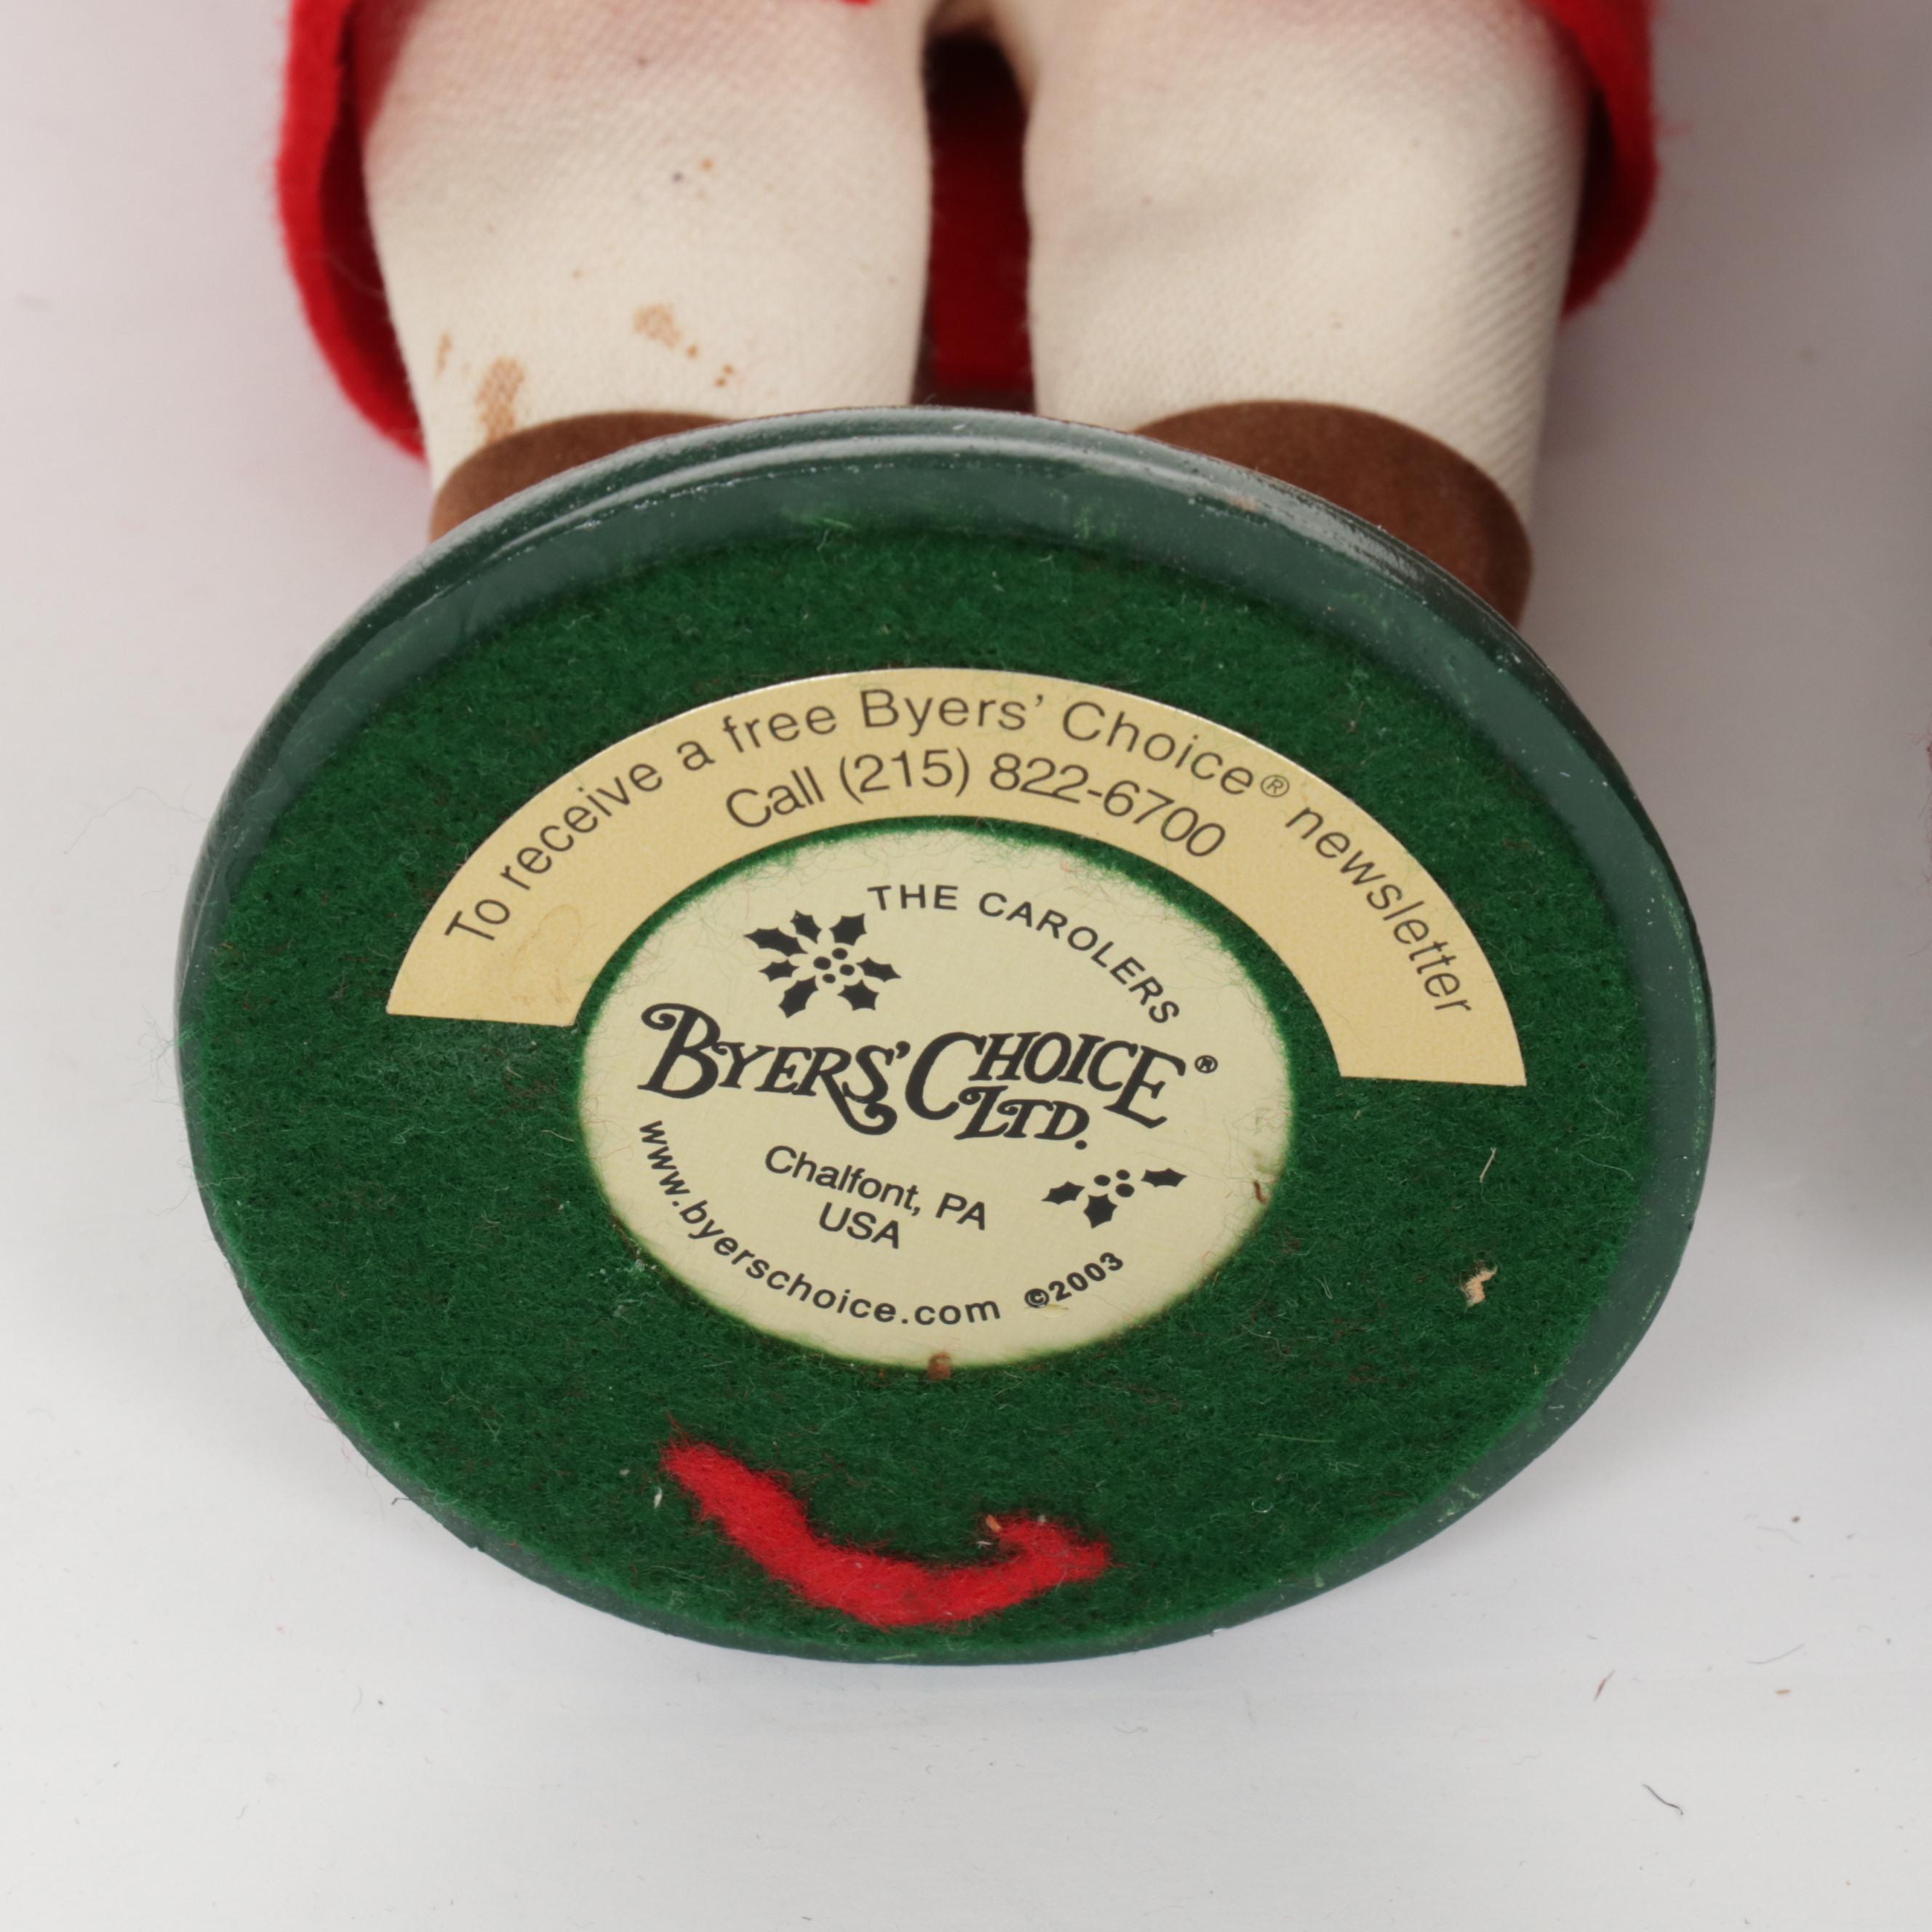 To receive a free Byers' Choice® newsletter
Call (215) 822-6700
THE CAROLERS
BYERS' CHOICE®
LTD.
Chalfont, PA
USA
www.byerschoice.com ©2003